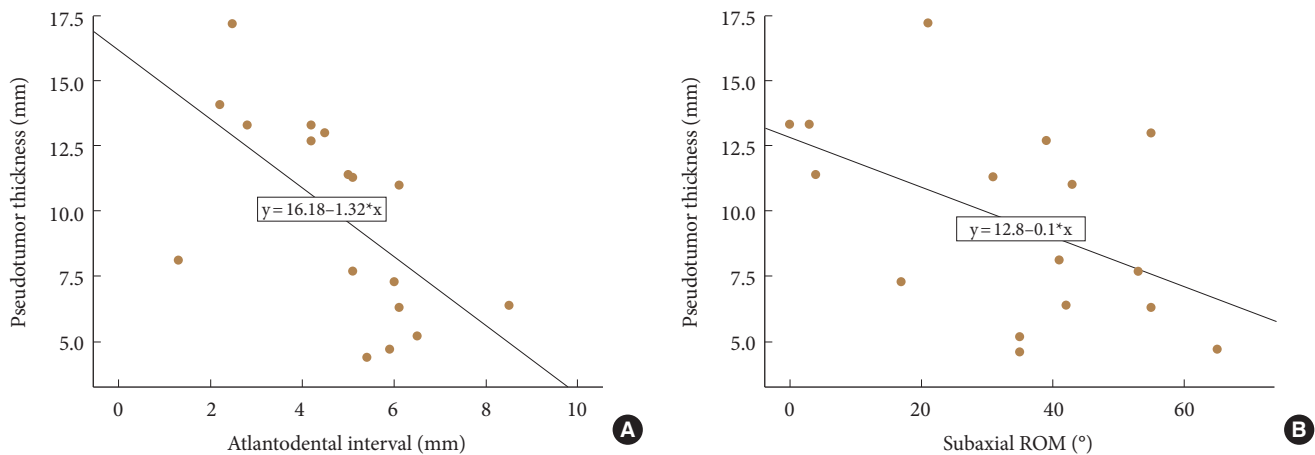 17.5
15.0
12.5
10.0
7.5
5.0
Pseudotumor thickness (mm)
y = 16.18–1.32*x
0 2 4 6 8 10
Atlantodental interval (mm)
A
17.5
15.0
12.5
10.0
7.5
5.0
Pseudotumor thickness (mm)
y = 12.8–0.1*x
0 20 40 60
Subaxial ROM (°)
B